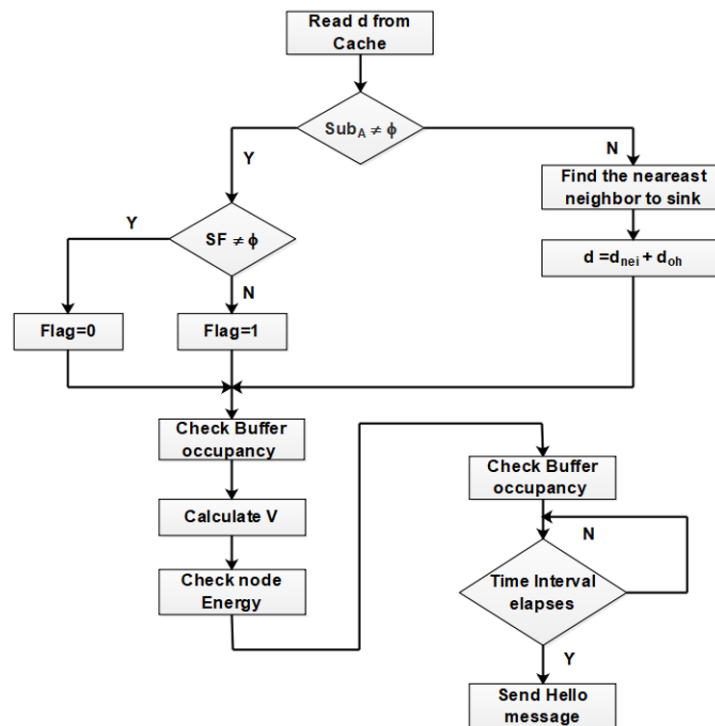 Read d from
Cache
Sub_A ≠ ϕ
Y
N
Find the neareast
neighbor to sink
Y
SF ≠ ϕ
d =d_nei + d_oh
N
Flag=0
Flag=1
Check Buffer
occupancy
Check Buffer
occupancy
Calculate V
N
Check node
Energy
Time Interval
elapses
Y
Send Hello
message